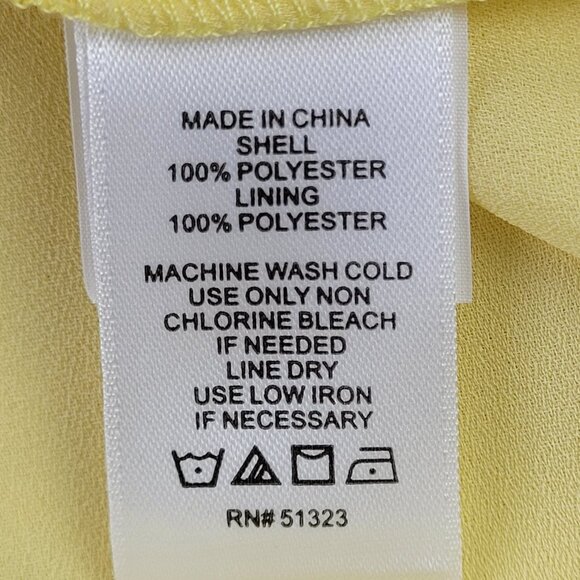 MADE IN CHINA
SHELL
100% POLYESTER
LINING
100% POLYESTER
MACHINE WASH COLD
USE ONLY NON
CHLORINE BLEACH
IF NEEDED
LINE DRY
USE LOW IRON
IF NECESSARY
RN# 51323